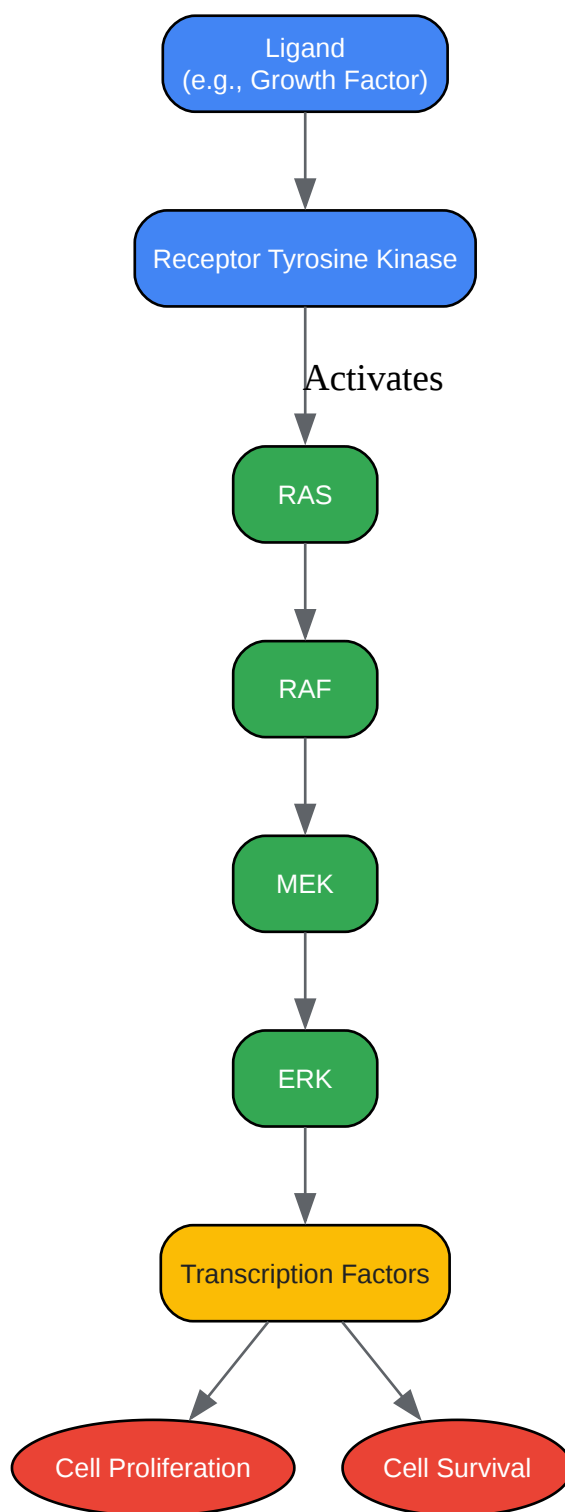 Ligand
(e.g., Growth Factor)
Receptor Tyrosine Kinase
Activates
RAS
RAF
MEK
ERK
Transcription Factors
Cell Proliferation
Cell Survival